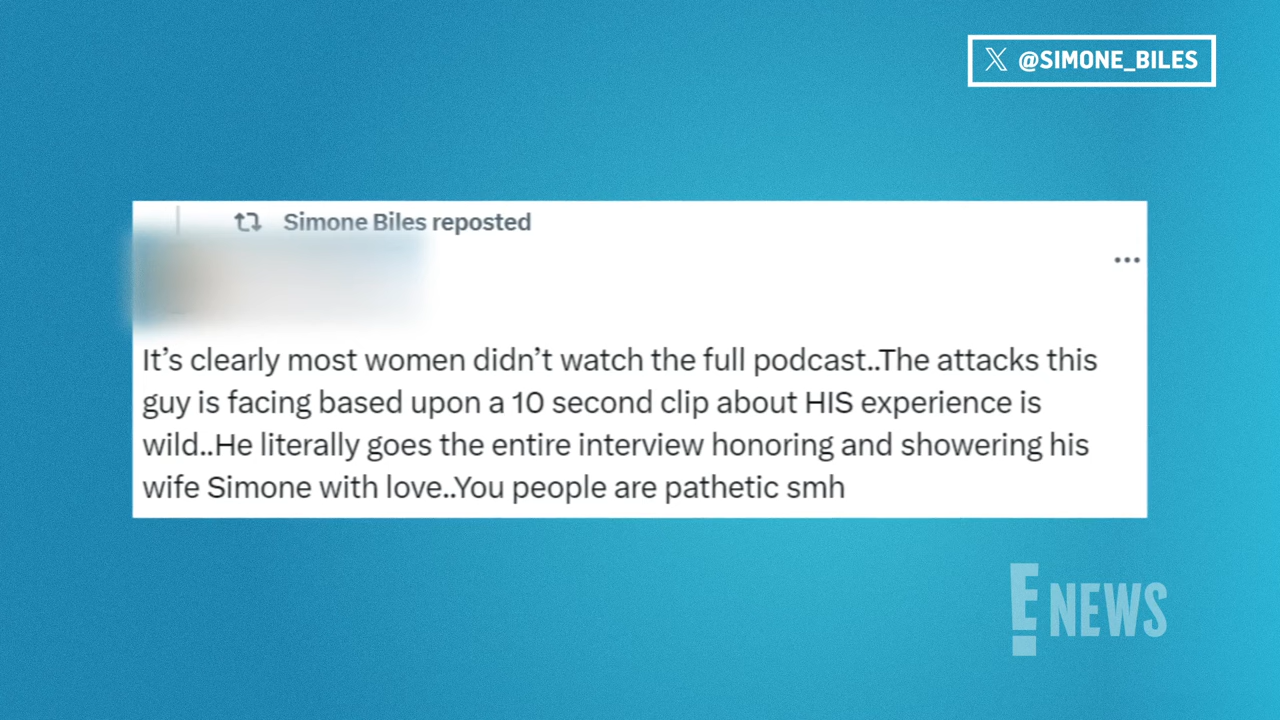 X @SIMONE_BILES
Simone Biles reposted
It’s clearly most women didn’t watch the full podcast..The attacks this
guy is facing based upon a 10 second clip about HIS experience is
wild..He literally goes the entire interview honoring and showering his
wife Simone with love..You people are pathetic smh
E! NEWS